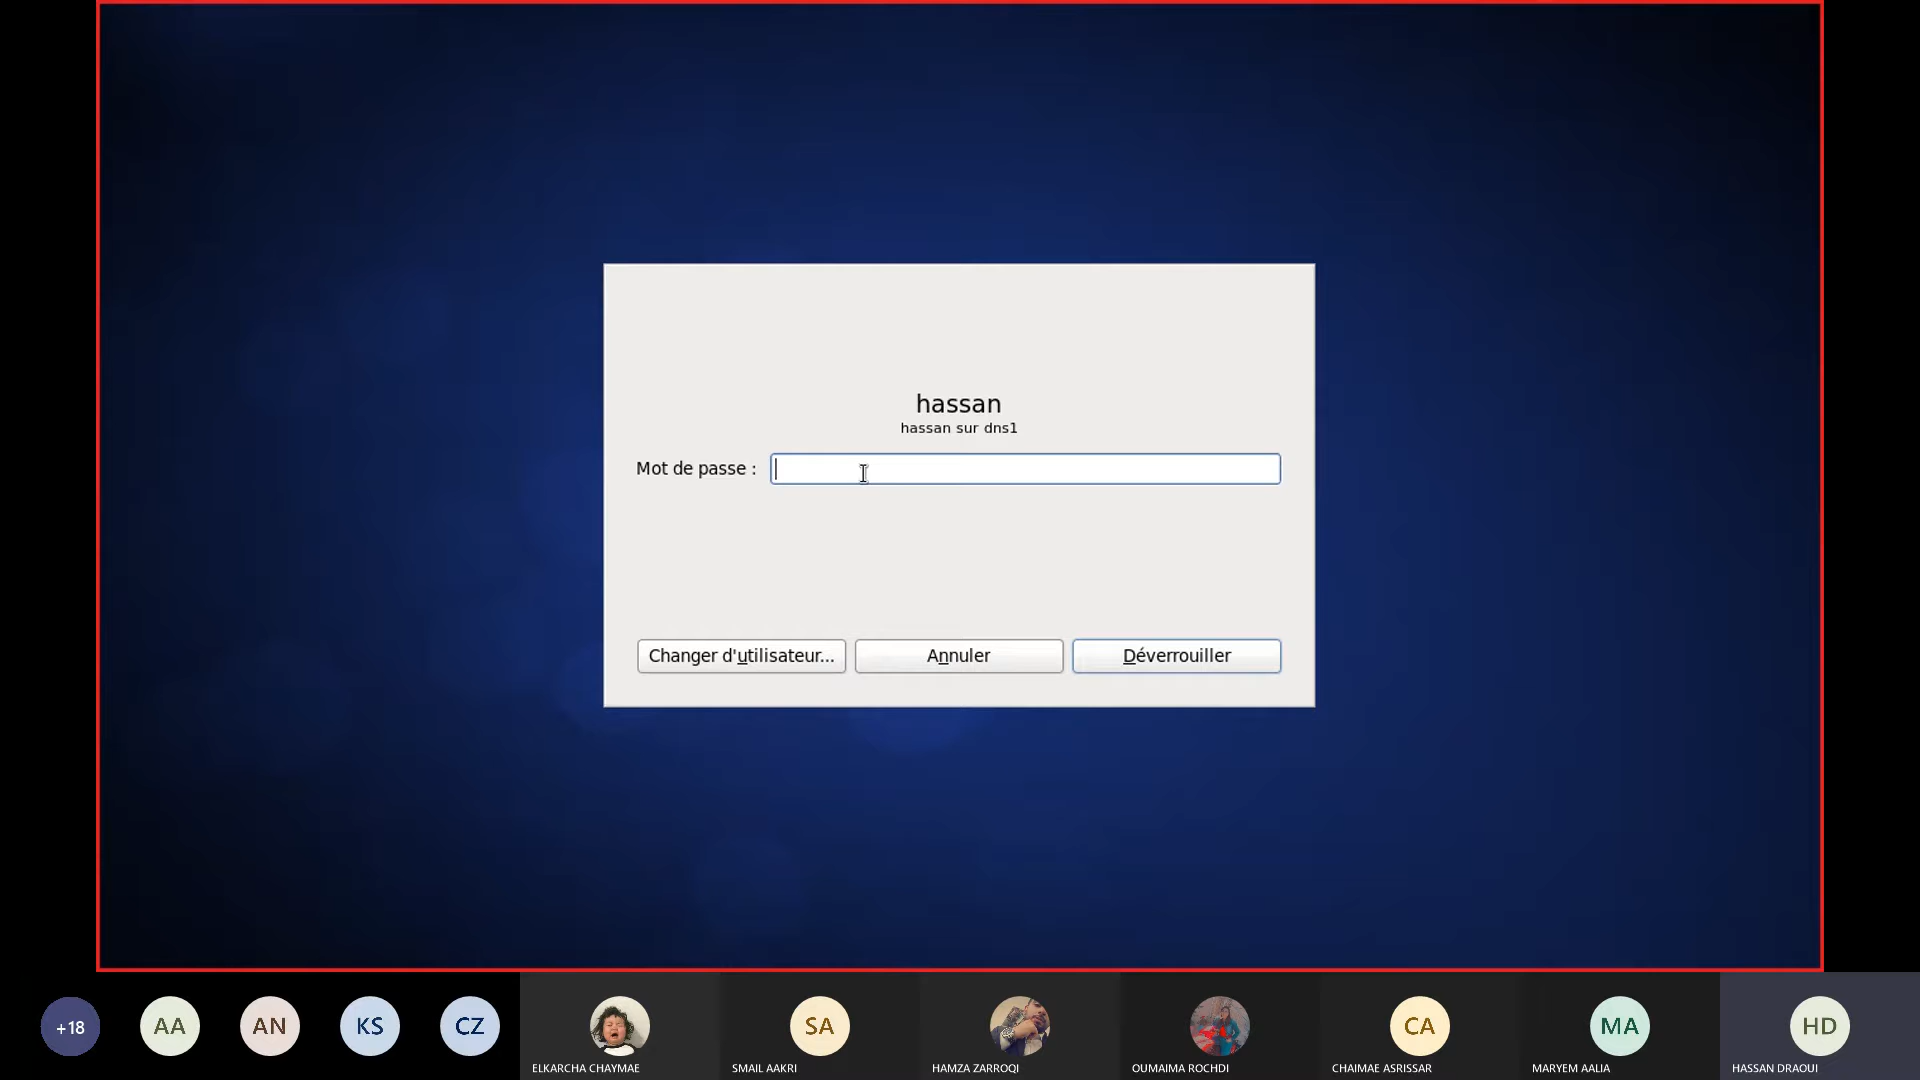 hassan
hassan sur dns1
Mot de passe :
Changer d'utilisateur...
Annuler
Déverrouiller
+18
AA
AN
KS
CZ
SA
CA
MA
HD
ELKARCHA CHAYMAE
SMAIL AAKRI
HAMZA ZARROQI
OUMAIMA ROCHDI
CHAIMAE ASRISSAR
MARYEM AALIA
HASSAN DRAOUI